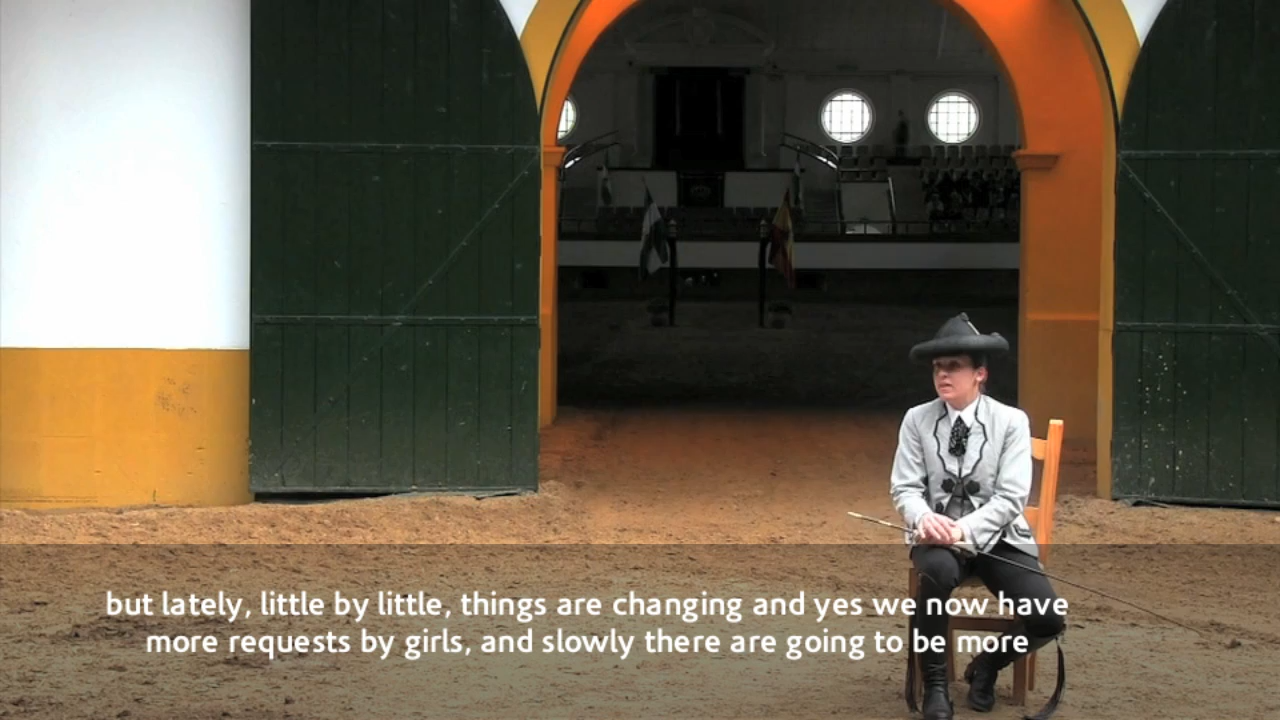 but lately, little by little, things are changing and yes we now have
more requests by girls, and slowly there are going to be more